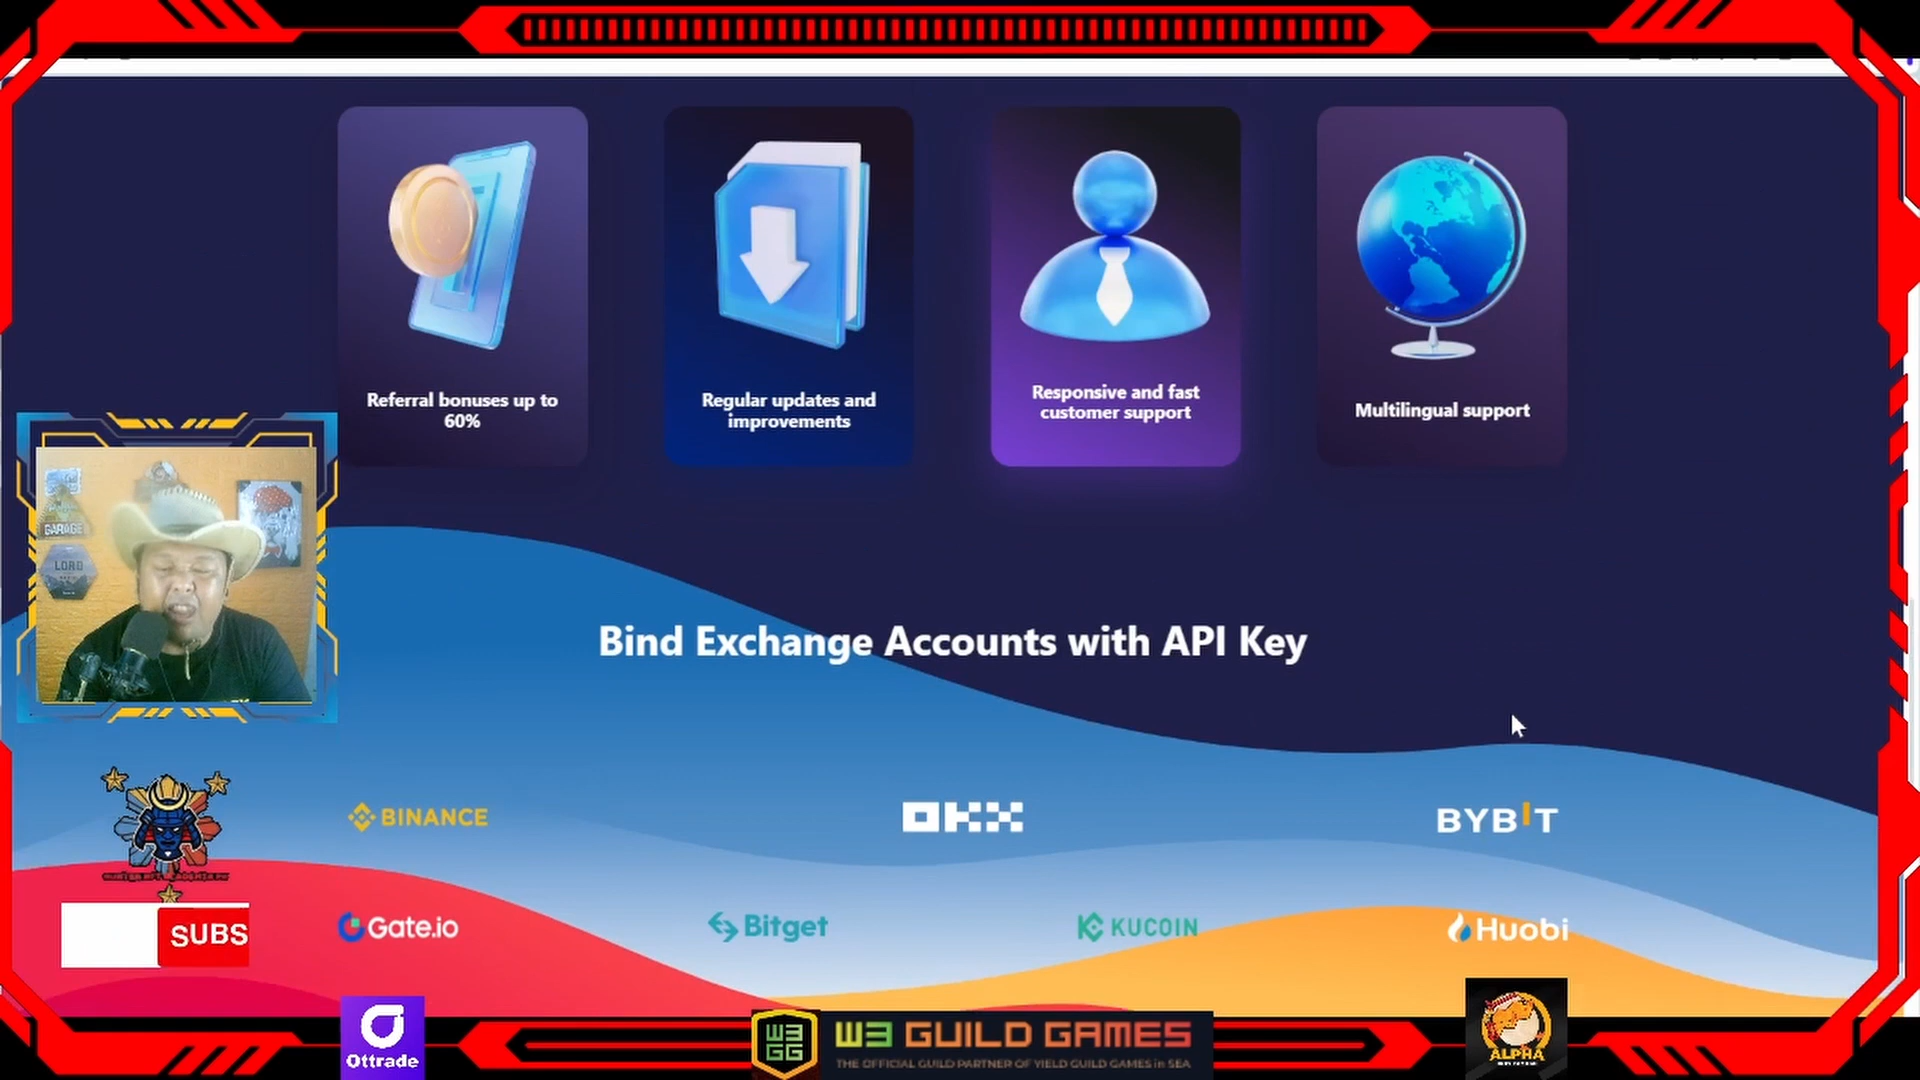 Referral bonuses up to
60%
Regular updates and
improvements
Responsive and fast
customer support
Multilingual support
GARAGE
LORD
Bind Exchange Accounts with API Key
BINANCE
OKX
BYBIT
SUBS
Gate.io
Bitget
KUCOIN
Huobi
Ottrade
W3
GG
W3 GUILD GAMES
THE OFFICIAL GUILD PARTNER OF YIELD GUILD GAMES in SEA
ALPHA